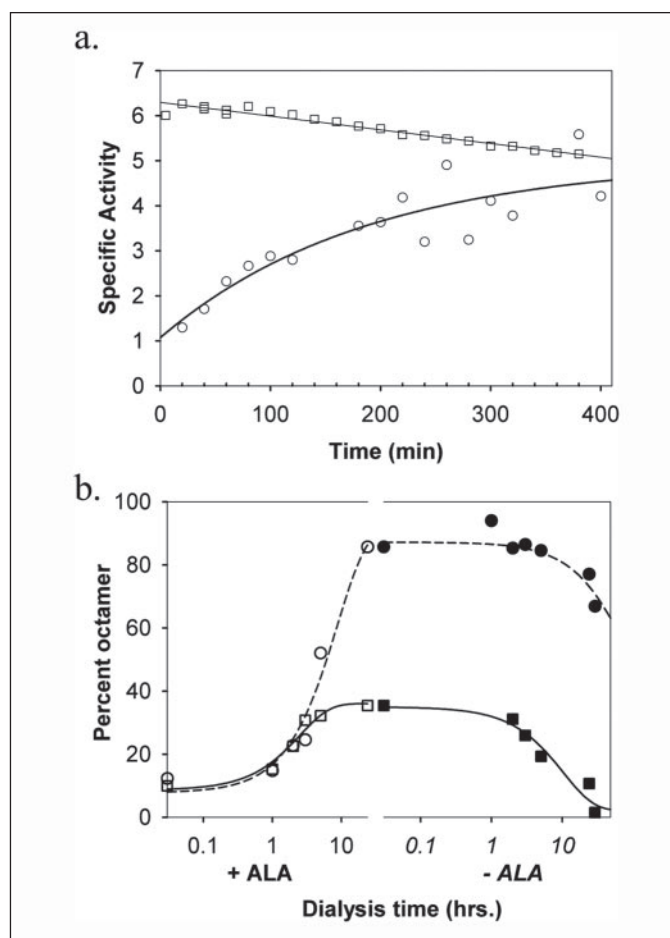 a.
7
6
5
4
3
2
1
0
Specific Activity
0 100 200 300 400
Time (min)
b.
100
80
60
40
20
0
Percent octamer
0.1 1 10 0.1 1 10
+ ALA - ALA
Dialysis time (hrs.)